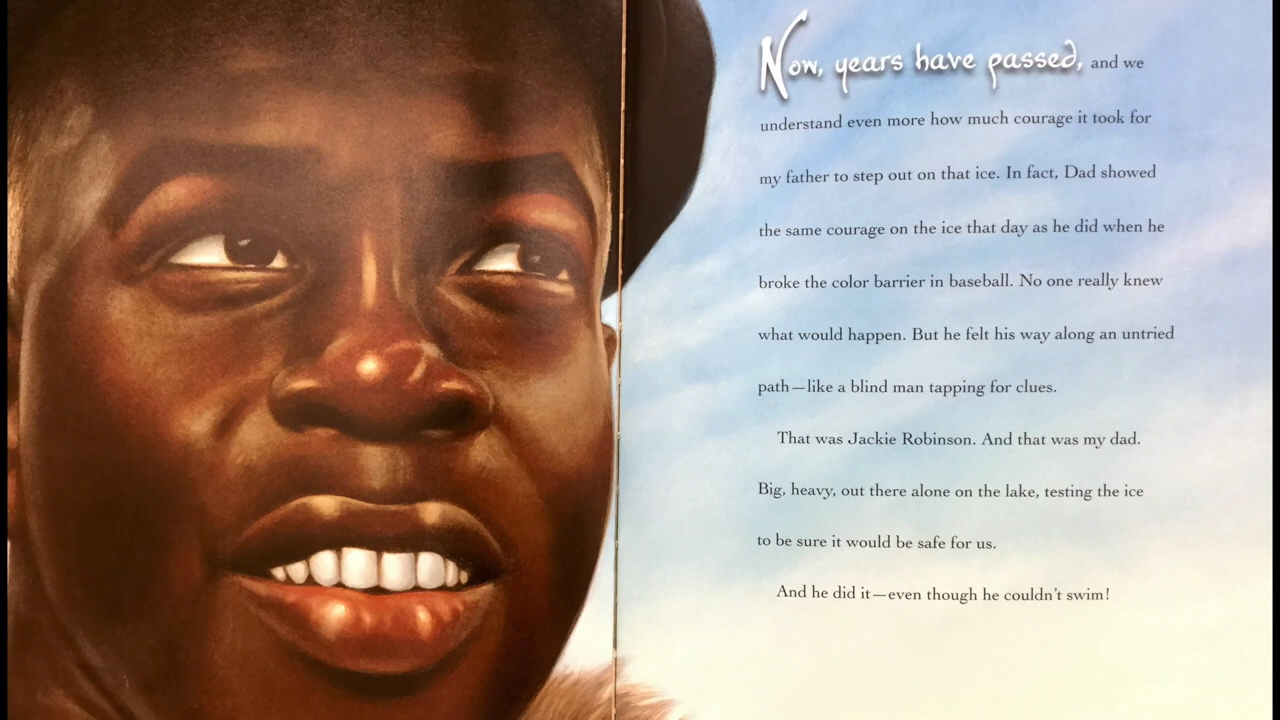 Now, years have passed, and we
understand even more how much courage it took for
my father to step out on that ice. In fact, Dad showed
the same courage on the ice that day as he did when he
broke the color barrier in baseball. No one really knew
what would happen. But he felt his way along an untried
path—like a blind man tapping for clues.
That was Jackie Robinson. And that was my dad.
Big, heavy, out there alone on the lake, testing the ice
to be sure it would be safe for us.
And he did it—even though he couldn't swim!